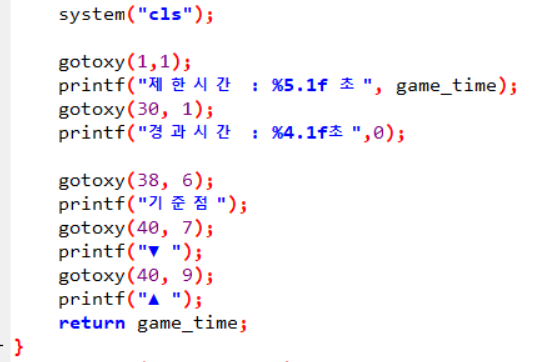 system("cls");
gotoxy(1,1);
printf("제 한 시 간  : %5.1f 초 ", game_time);
gotoxy(30, 1);
printf("경 과 시 간  : %4.1f초 ",0);
gotoxy(38, 6);
printf("기 준 점 ");
gotoxy(40, 7);
printf("▼ ");
gotoxy(40, 9);
printf("▲ ");
return game_time;
}